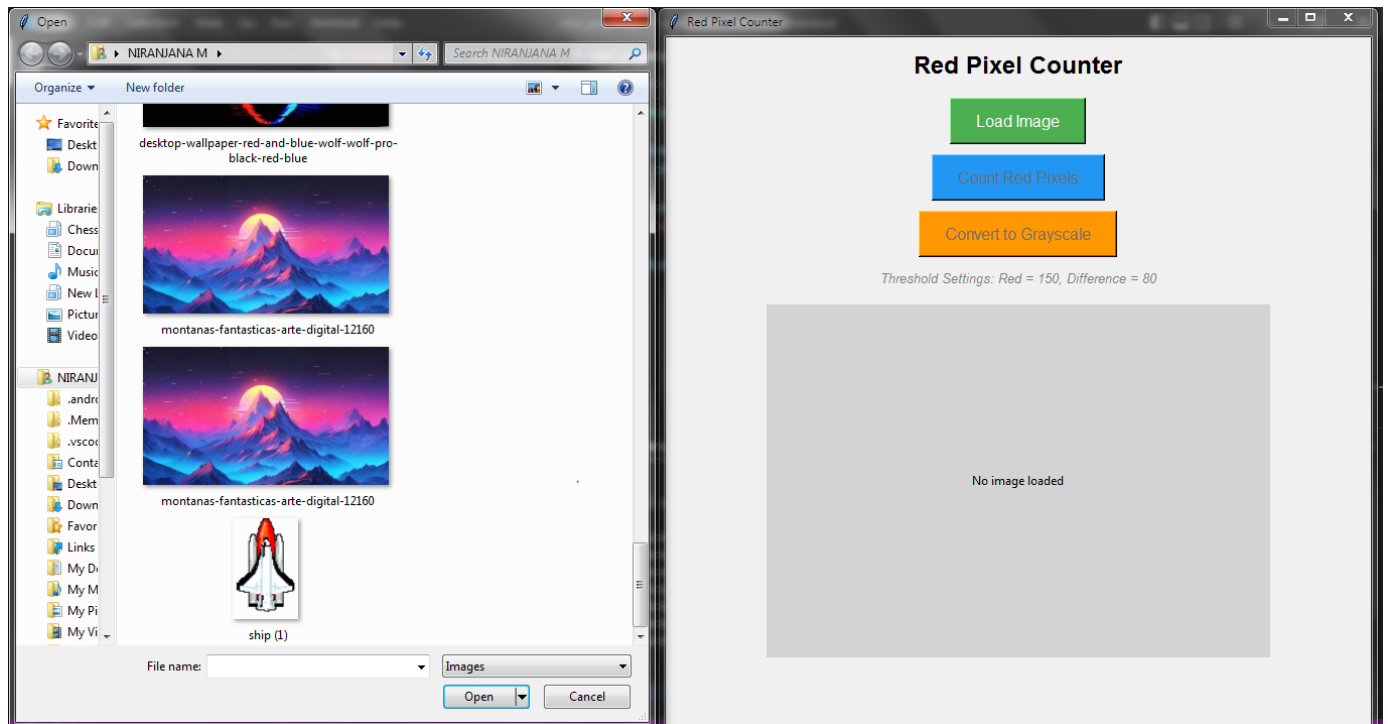 Open
NIRANJANA M
Search NIRANJANA M
Organize
New folder
Favorite
Deskt
Down
Librarie
Chess
Docu
Music
New L
Pictur
Video
NIRANJ
.andro
.Mem
.vscod
Conta
Deskt
Down
Favor
Links
My Do
My M
My Pi
My Vi
desktop-wallpaper-red-and-blue-wolf-wolf-pro-
black-red-blue
montanas-fantasticas-arte-digital-12160
montanas-fantasticas-arte-digital-12160
ship (1)
File name:
Images
Open
Cancel
Red Pixel Counter
Red Pixel Counter
Load Image
Count Red Pixels
Convert to Grayscale
Threshold Settings: Red = 150, Difference = 80
No image loaded